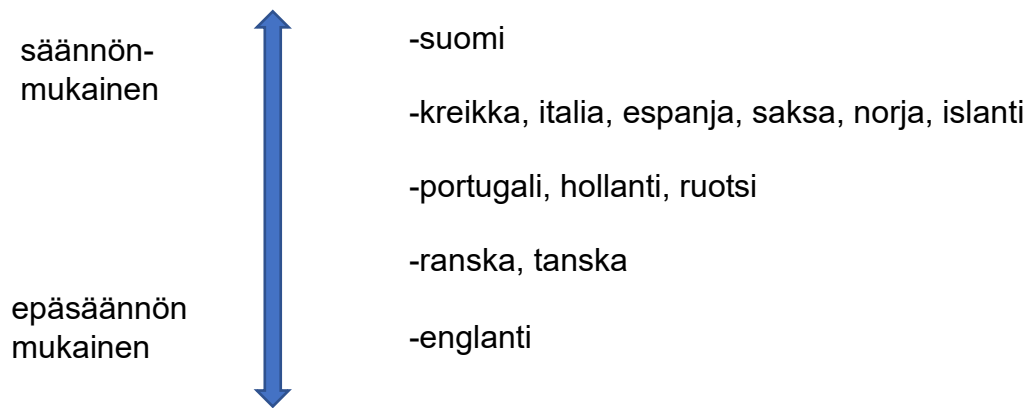 säännön-
mukainen
-suomi
-kreikka, italia, espanja, saksa, norja, islanti
-portugali, hollanti, ruotsi
-ranska, tanska
epäsäännön
mukainen
-englanti